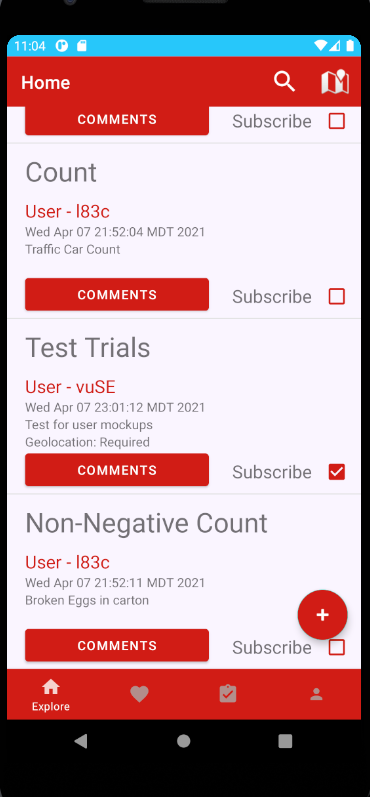 11:04
Home
COMMENTS
Subscribe
Count
User - l83c
Wed Apr 07 21:52:04 MDT 2021
Traffic Car Count
COMMENTS
Subscribe
Test Trials
User - vuSE
Wed Apr 07 23:01:12 MDT 2021
Test for user mockups
Geolocation: Required
COMMENTS
Subscribe
Non-Negative Count
User - l83c
Wed Apr 07 21:52:11 MDT 2021
Broken Eggs in carton
+
COMMENTS
Subscribe
Explore